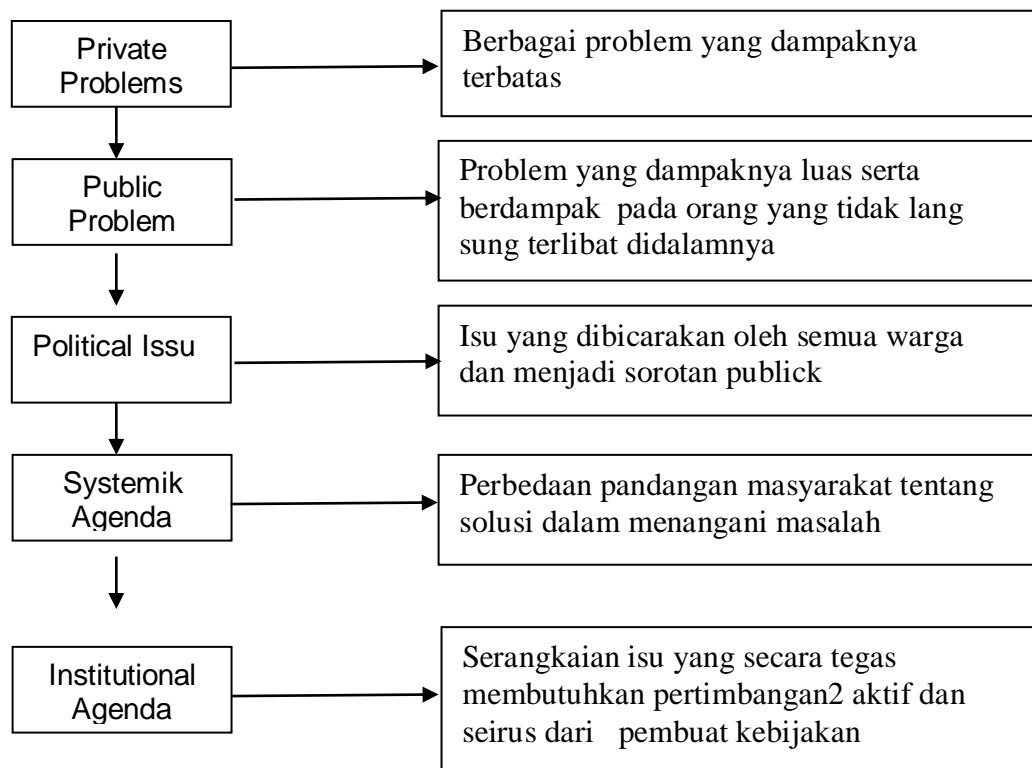 Private
Problems
Berbagai problem yang dampaknya
terbatas
Public
Problem
Problem yang dampaknya luas serta
berdampak pada orang yang tidak lang
sung terlibat didalamnya
Political Issu
Isu yang dibicarakan oleh semua warga
dan menjadi sorotan publick
Systemik
Agenda
Perbedaan pandangan masyarakat tentang
solusi dalam menangani masalah
Institutional
Agenda
Serangkaian isu yang secara tegas
membutuhkan pertimbangan2 aktif dan
seirus dari pembuat kebijakan